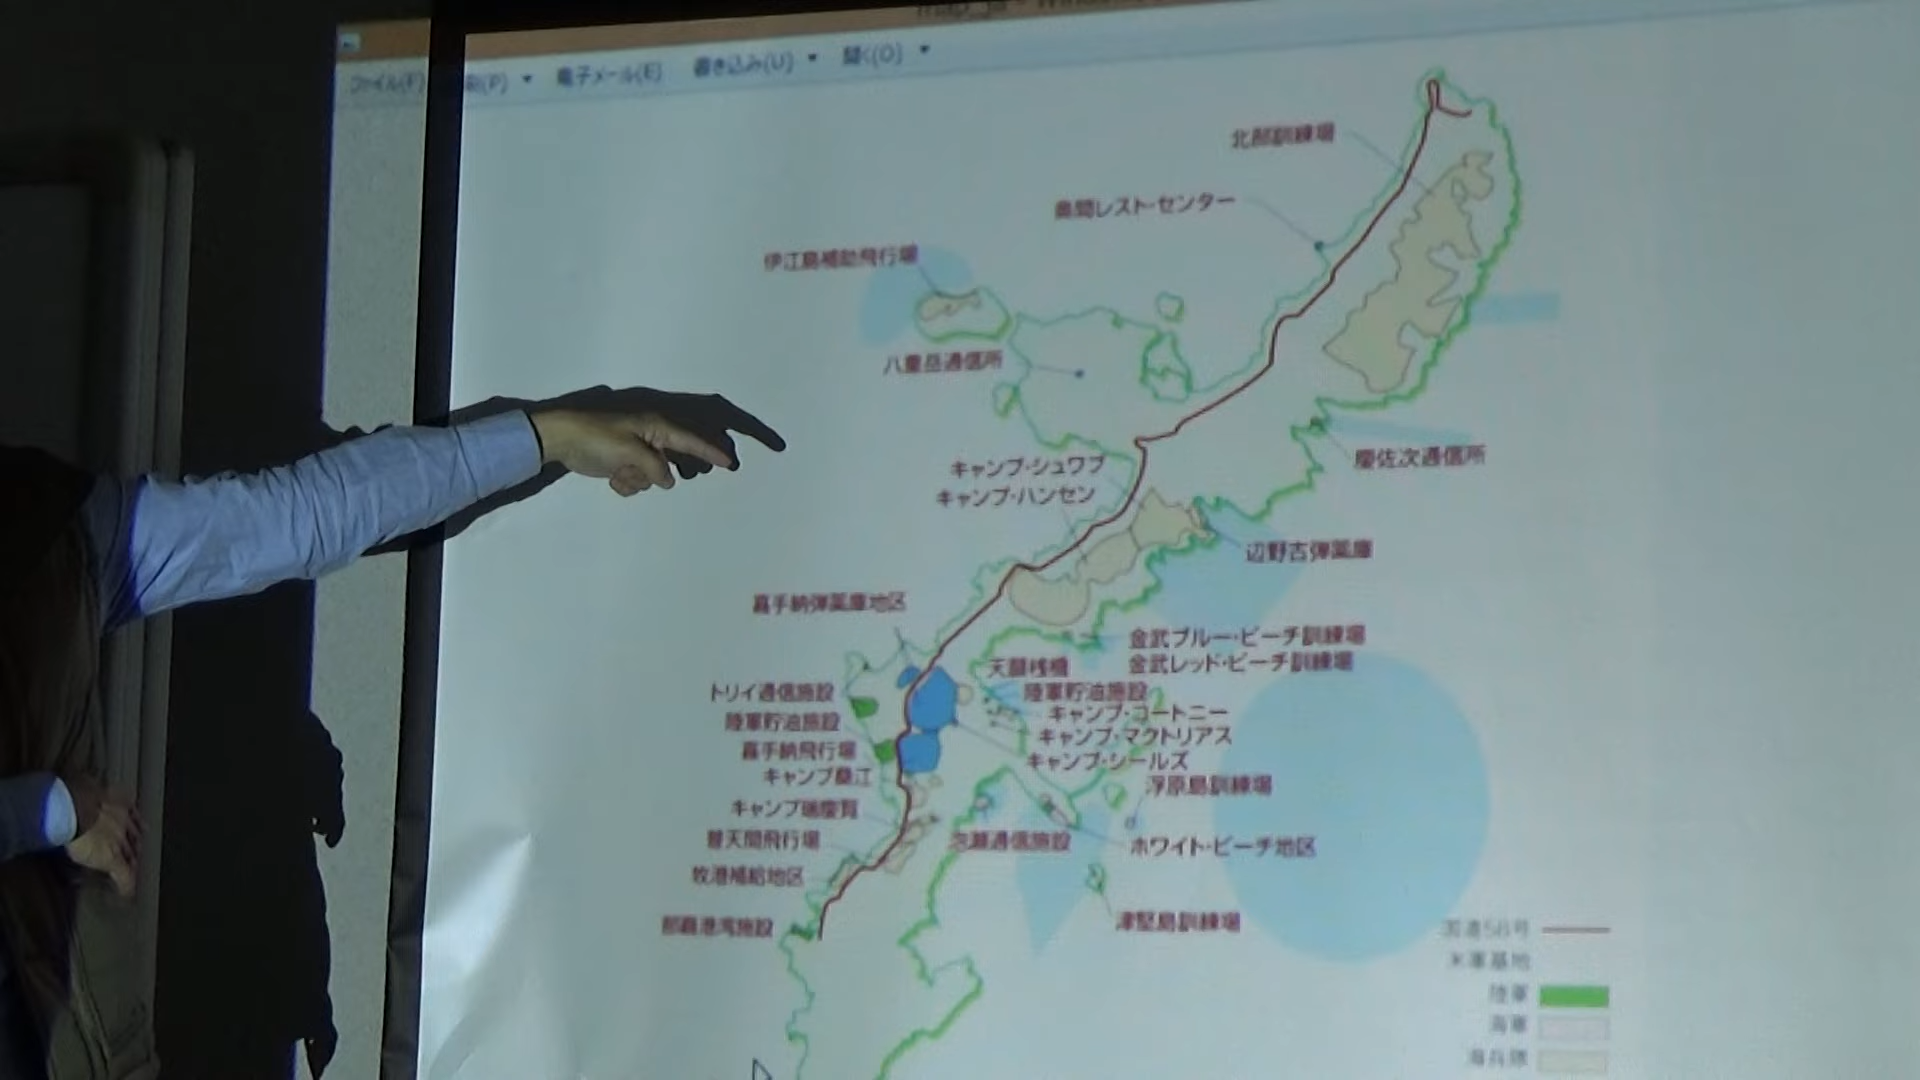 ファイル(F)
電子メール(E)
書き込み(U)
開く(O)
北部訓練場
奥間レスト・センター
伊江島補助飛行場
八重岳通信所
慶佐次通信所
キャンプ・シュワブ
キャンプ・ハンセン
辺野古弾薬庫
嘉手納弾薬庫地区
金武ブルー・ビーチ訓練場
金武レッド・ビーチ訓練場
天願桟橋
トリイ通信施設
陸軍貯油施設
陸軍貯油施設
キャンプ・コートニー
キャンプ・マクトリアス
嘉手納飛行場
キャンプ・シールズ
キャンプ桑江
浮原島訓練場
キャンプ瑞慶覧
普天間飛行場
泡瀬通信施設
ホワイト・ビーチ地区
牧港補給地区
那覇港湾施設
津堅島訓練場
国道58号
米軍基地
陸軍
海軍
海兵隊